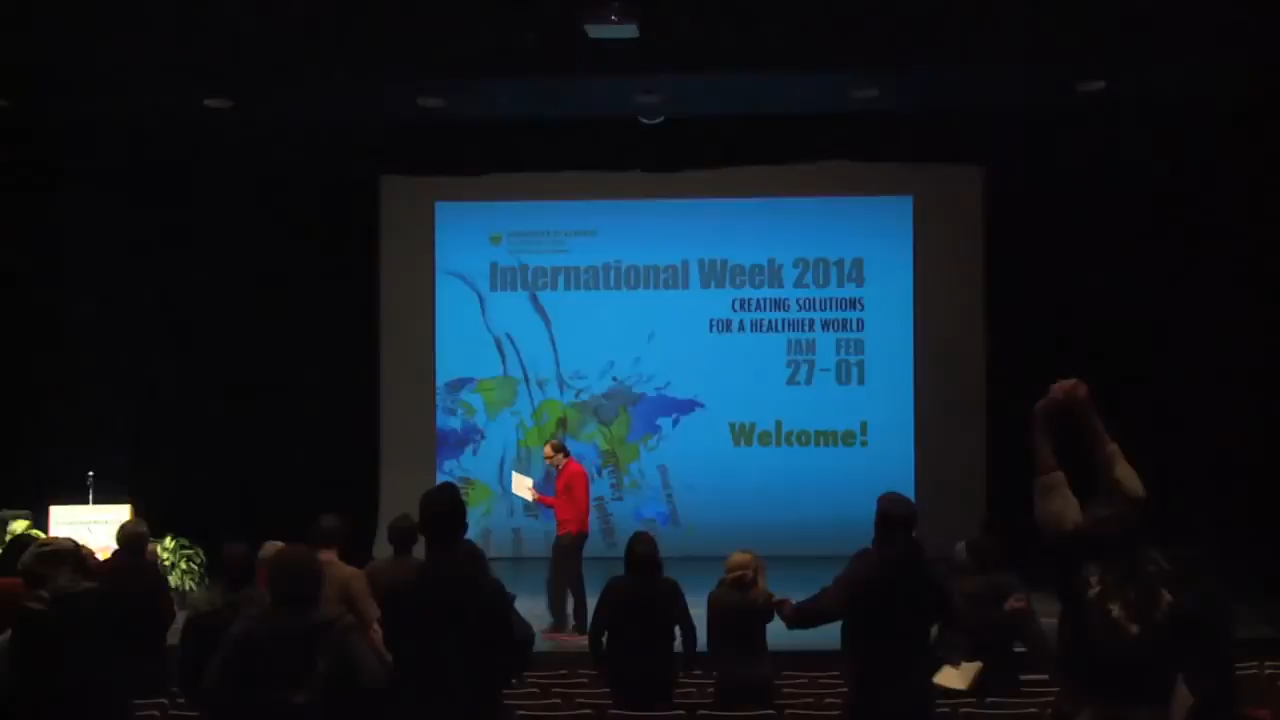 International Week 2014
CREATING SOLUTIONS
FOR A HEALTHIER WORLD
JAN FEB
27-01
Welcome!